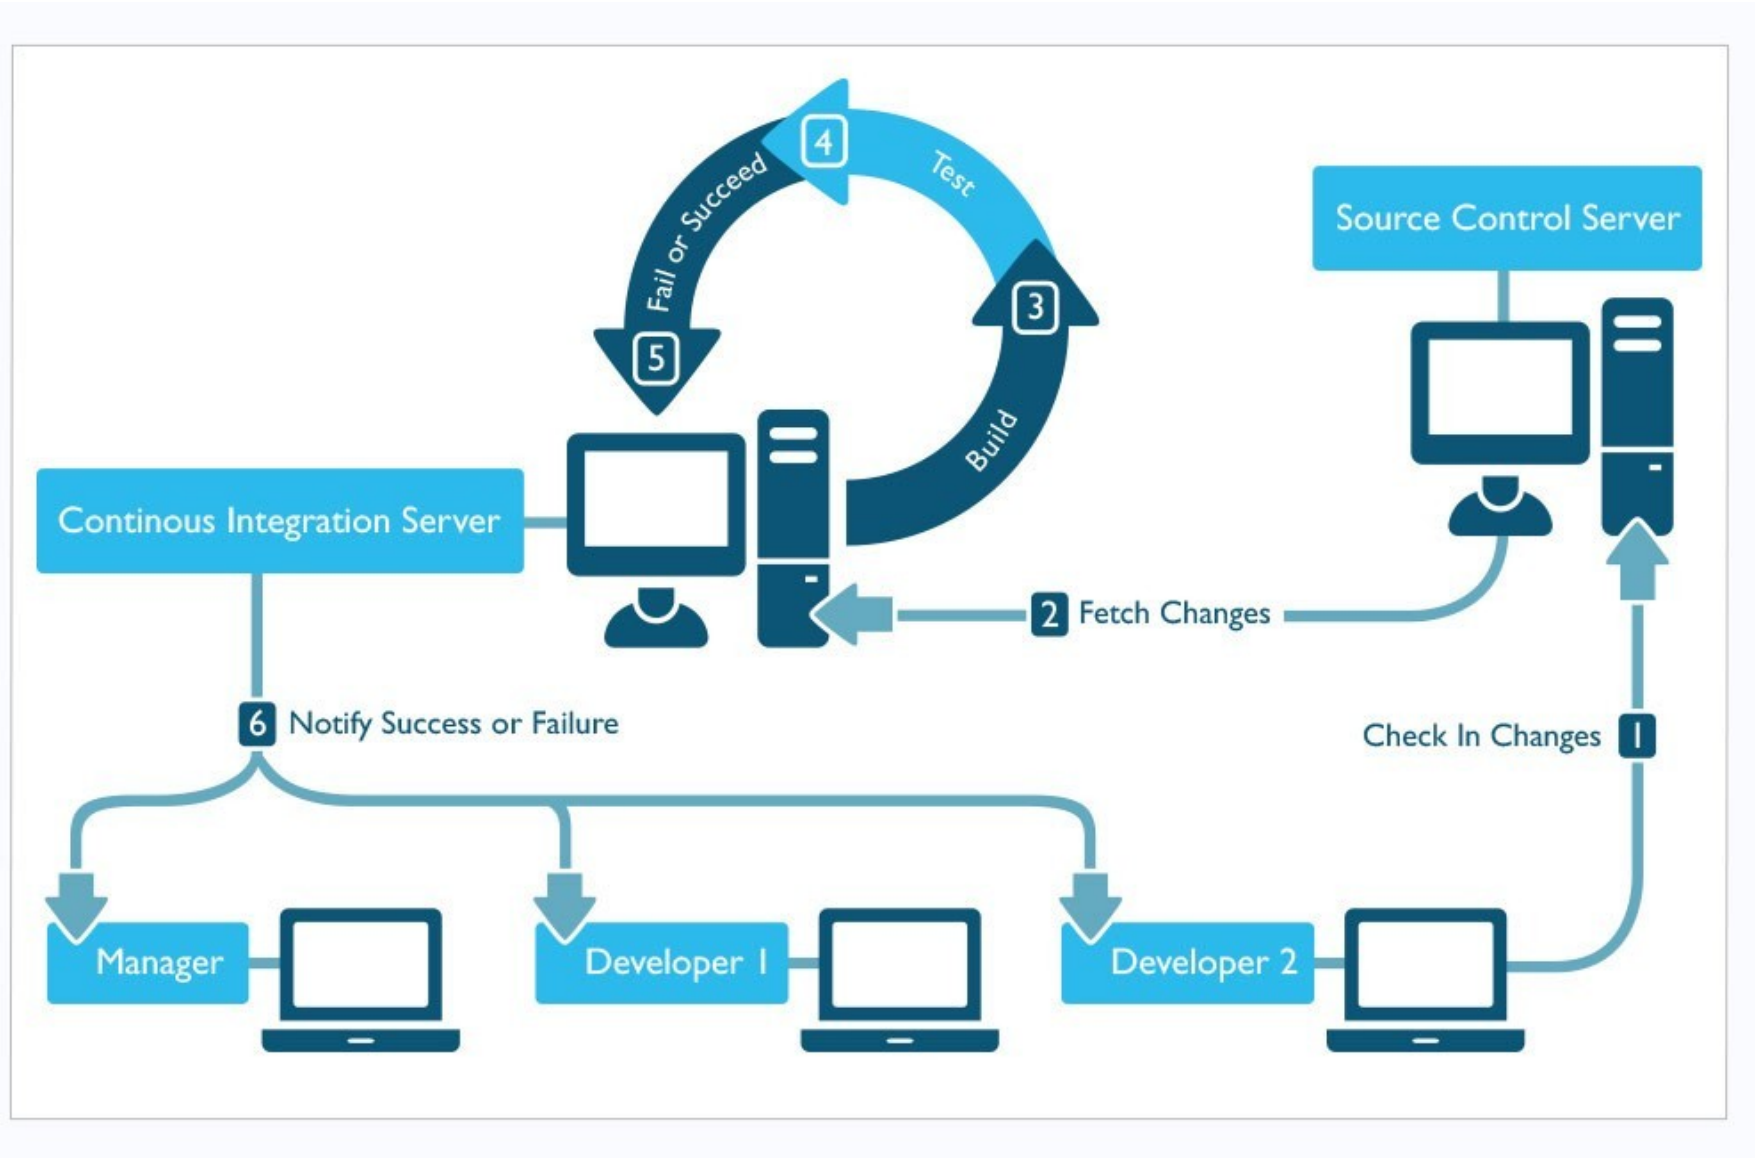 4
Test
Fail or Succeed
3
5
Build
Source Control Server
Continous Integration Server
2 Fetch Changes
6 Notify Success or Failure
Check In Changes 1
Manager
Developer 1
Developer 2